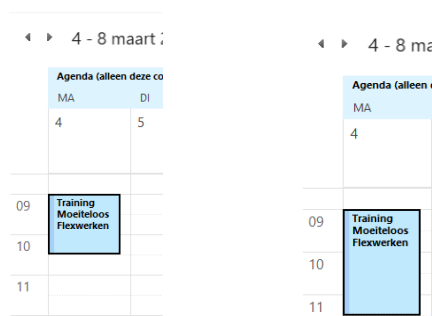 4 - 8 maart
Agenda (alleen deze co
MA DI
4 5
09
Training
Moeiteloos
Flexwerken
10
11
4 - 8 ma
Agenda (alleen
MA
4
09
Training
Moeiteloos
Flexwerken
10
11